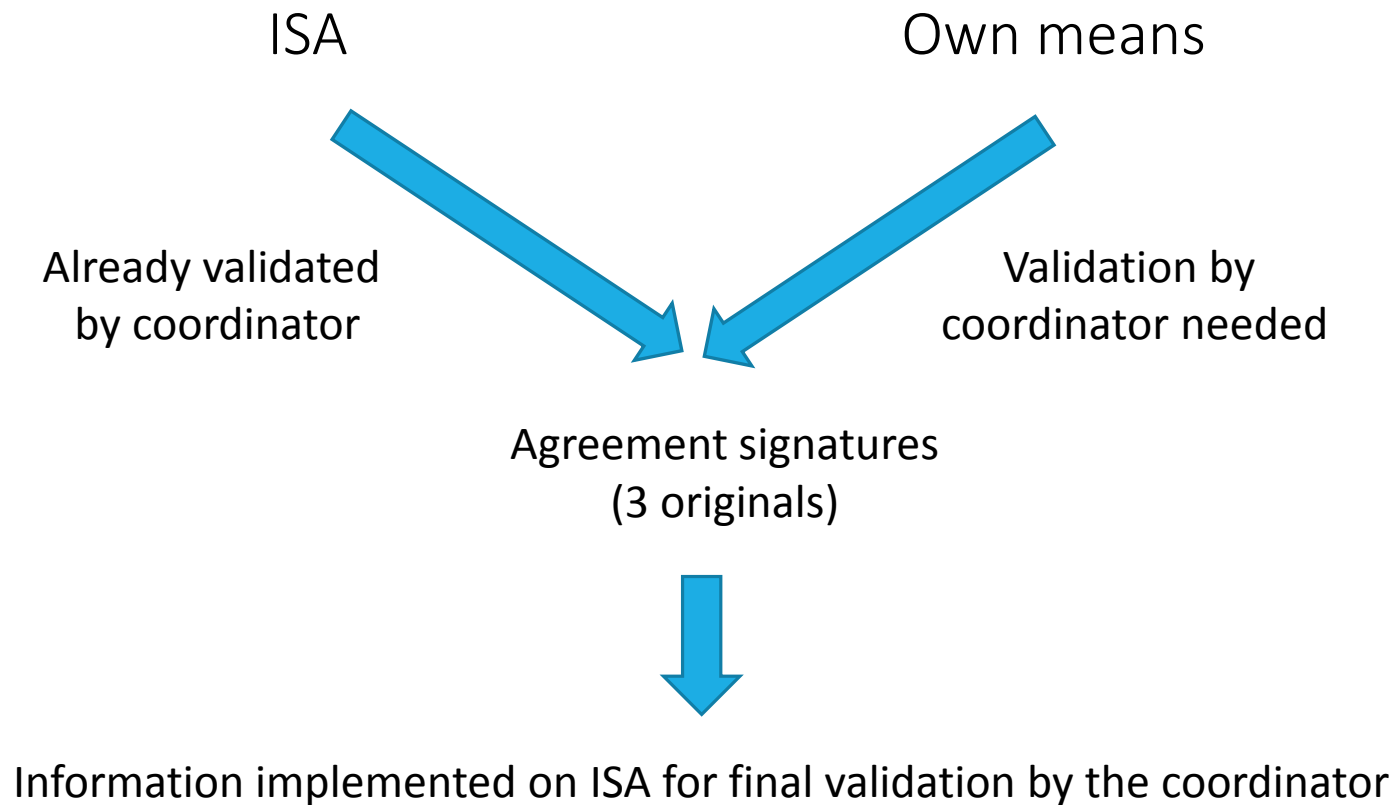 ISA
Own means
Already validated
by coordinator
Validation by
coordinator needed
Agreement signatures
(3 originals)
Information implemented on ISA for final validation by the coordinator